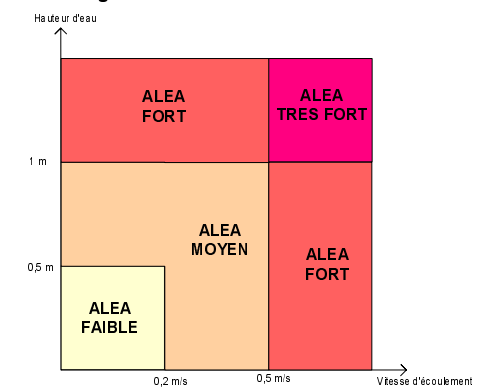 Hauteur d'eau
ALEA
FORT
ALEA
TRES FORT
1 m
ALEA
MOYEN
ALEA
FORT
0,5 m
ALEA
FAIBLE
0,2 m/s
0,5 m/s
Vitesse d'écoulement